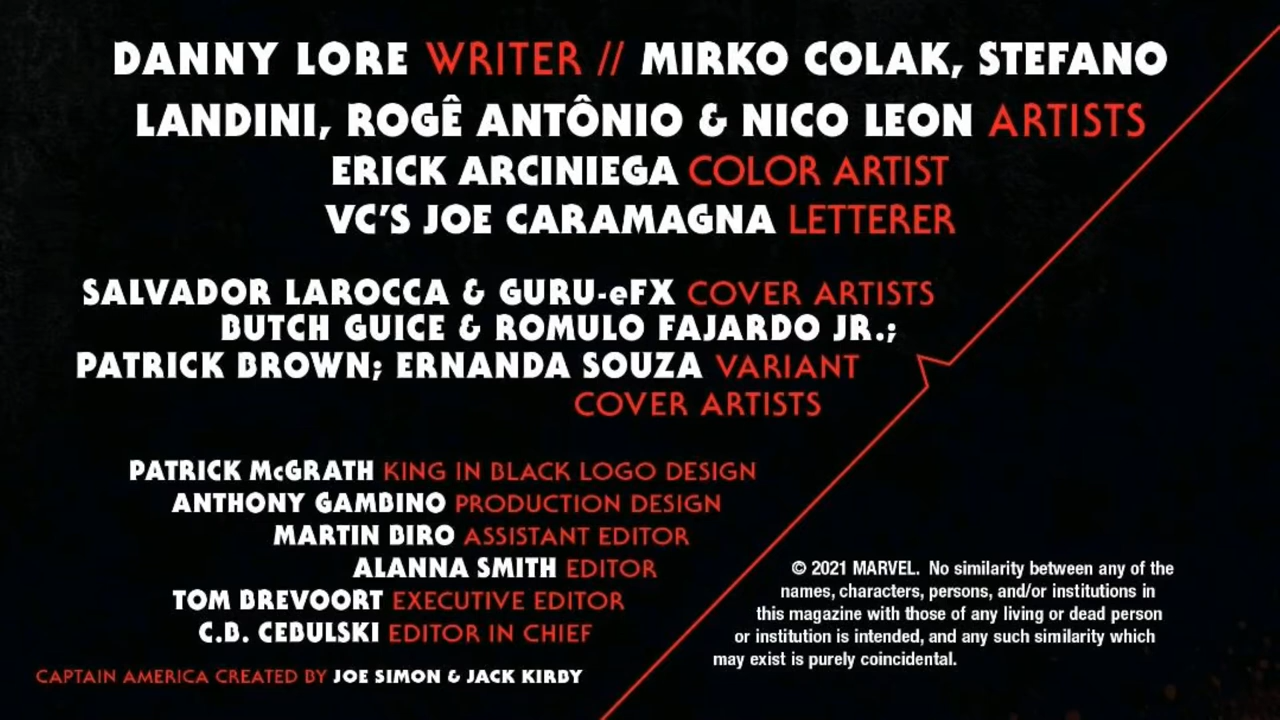 DANNY LORE WRITER // MIRKO COLAK, STEFANO
LANDINI, ROGÊ ANTÔNIO & NICO LEON ARTISTS
ERICK ARCINIEGA COLOR ARTIST
VC'S JOE CARAMAGNA LETTERER
SALVADOR LAROCCA & GURU-eFX COVER ARTISTS
BUTCH GUICE & ROMULO FAJARDO JR.;
PATRICK BROWN; ERNANDA SOUZA VARIANT
COVER ARTISTS
PATRICK McGRATH KING IN BLACK LOGO DESIGN
ANTHONY GAMBINO PRODUCTION DESIGN
MARTIN BIRO ASSISTANT EDITOR
ALANNA SMITH EDITOR
TOM BREVOORT EXECUTIVE EDITOR
C.B. CEBULSKI EDITOR IN CHIEF
CAPTAIN AMERICA CREATED BY JOE SIMON & JACK KIRBY
© 2021 MARVEL. No similarity between any of the
names, characters, persons, and/or institutions in
this magazine with those of any living or dead person
or institution is intended, and any such similarity which
may exist is purely coincidental.